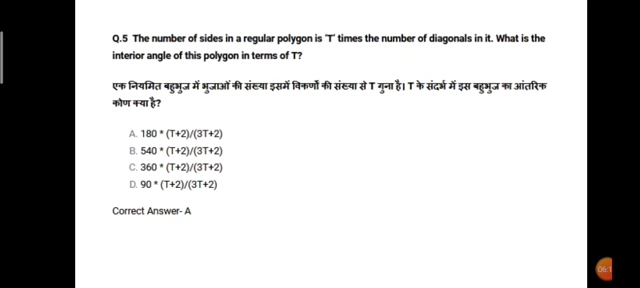 Q.5 The number of sides in a regular polygon is 'T' times the number of diagonals in it. What is the
interior angle of this polygon in terms of T?
एक नियमित बहुभुज में भुजाओं की संख्या इसमें विकर्णों की संख्या से T गुना है। T के संदर्भ में इस बहुभुज का आंतरिक
कोण क्या है?
A. 180 * (T+2)/(3T+2)
B. 540 * (T+2)/(3T+2)
C. 360 * (T+2)/(3T+2)
D. 90 * (T+2)/(3T+2)
Correct Answer- A